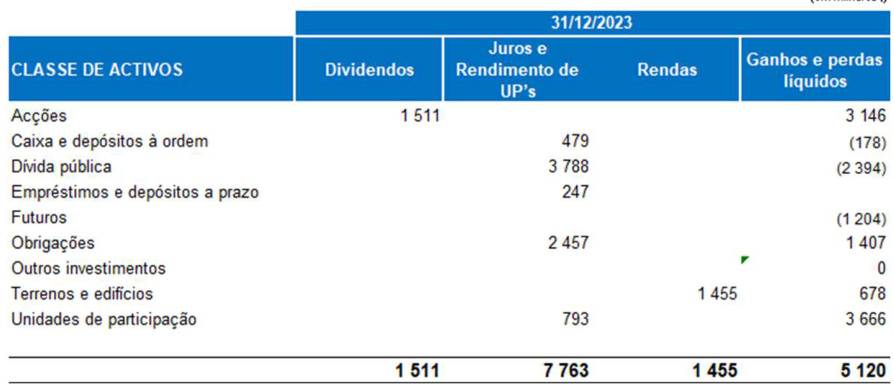 31/12/2023
CLASSE DE ACTIVOS Dividendos Juros e Rendimento de UP's Rendas Ganhos e perdas líquidos
Acções 1 511 3 146
Caixa e depósitos à ordem 479 (178)
Dívida pública 3 788 (2 394)
Empréstimos e depósitos a prazo 247
Futuros (1 204)
Obrigações 2 457 1 407
Outros investimentos 0
Terrenos e edifícios 1 455 678
Unidades de participação 793 3 666
1 511 7 763 1 455 5 120